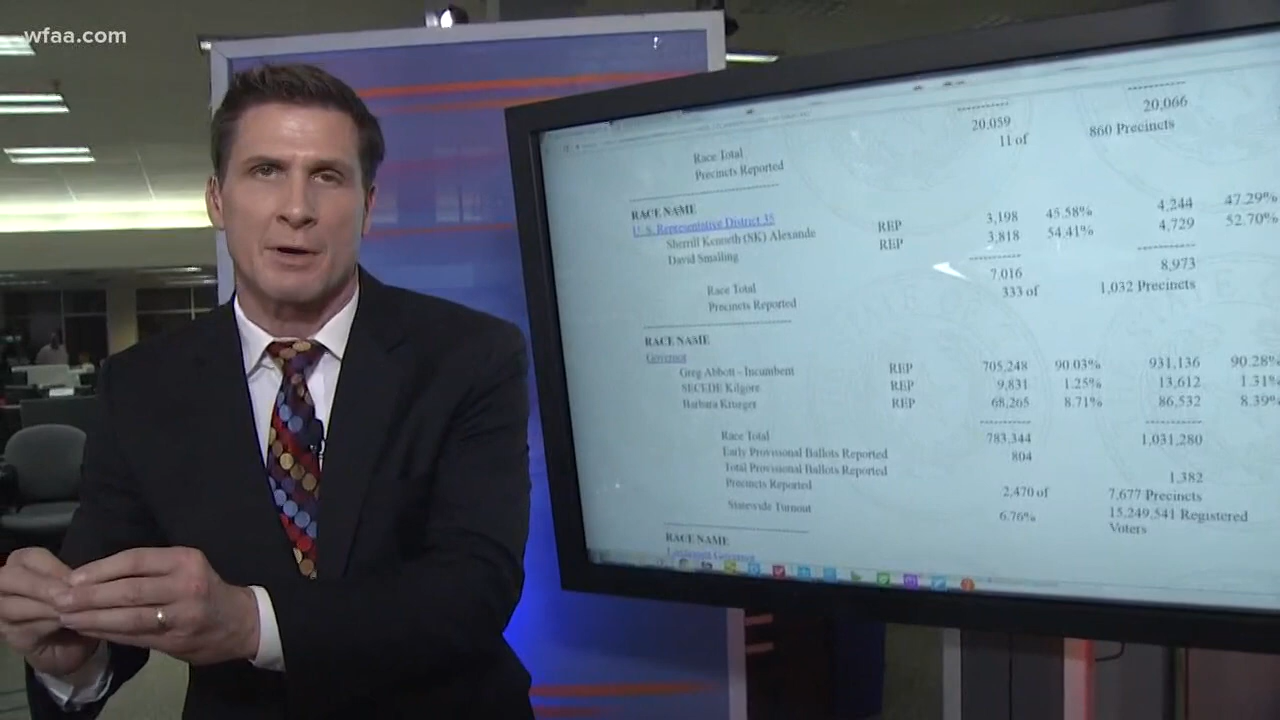 wfaa.com
20,059 20,066
Race Total 11 of 860 Precincts
Precincts Reported
RACE NAME
U. S. Representative District 35
Sherrill Kenneth (SK) Alexande REP 3,198 45.58% 4,244 47.29%
David Smalling REP 3,818 54.41% 4,729 52.70%
Race Total 7,016 8,973
Precincts Reported 333 of 1,032 Precincts
RACE NAME
Governor
Greg Abbott - Incumbent REP 705,248 90.03% 931,136 90.28%
SECEDE Kilgore REP 9,831 1.25% 13,612 1.31%
Barbara Krueger REP 68,265 8.71% 86,532 8.39%
Race Total 783,344 1,031,280
Early Provisional Ballots Reported 804
Total Provisional Ballots Reported 1,382
Precincts Reported 2,470 of 7,677 Precincts
Statewide Turnout 6.76% 15,249,541 Registered
Voters
RACE NAME
Lieutenant Governor